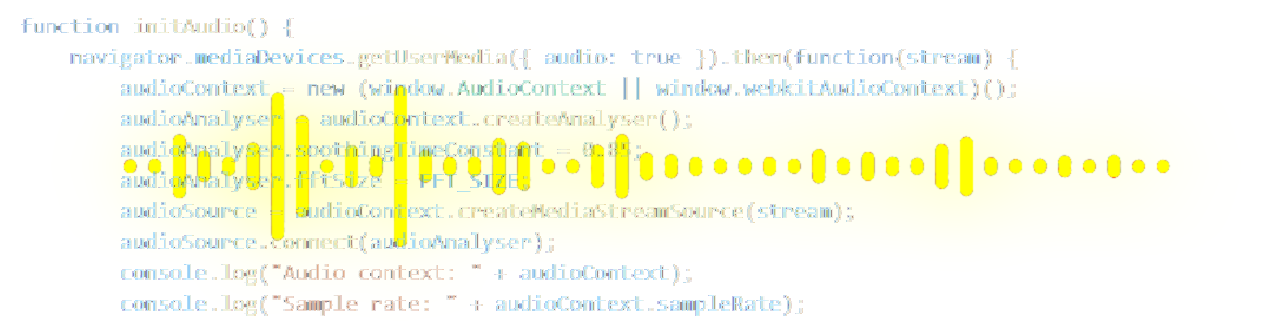 function initAudio() {
navigator.mediaDevices.getUserMedia({ audio: true }).then(function(stream) {
audioContext = new (window.AudioContext || window.webkitAudioContext)();
audioAnalyser = audioContext.createAnalyser();
audioAnalyser.soothingTimeConstant = 0.85;
audioAnalyser.fftSize = FFT_SIZE;
audioSource = audioContext.createMediaStreamSource(stream);
audioSource.connect(audioAnalyser);
console.log("Audio context: " + audioContext);
console.log("Sample rate: " + audioContext.sampleRate);